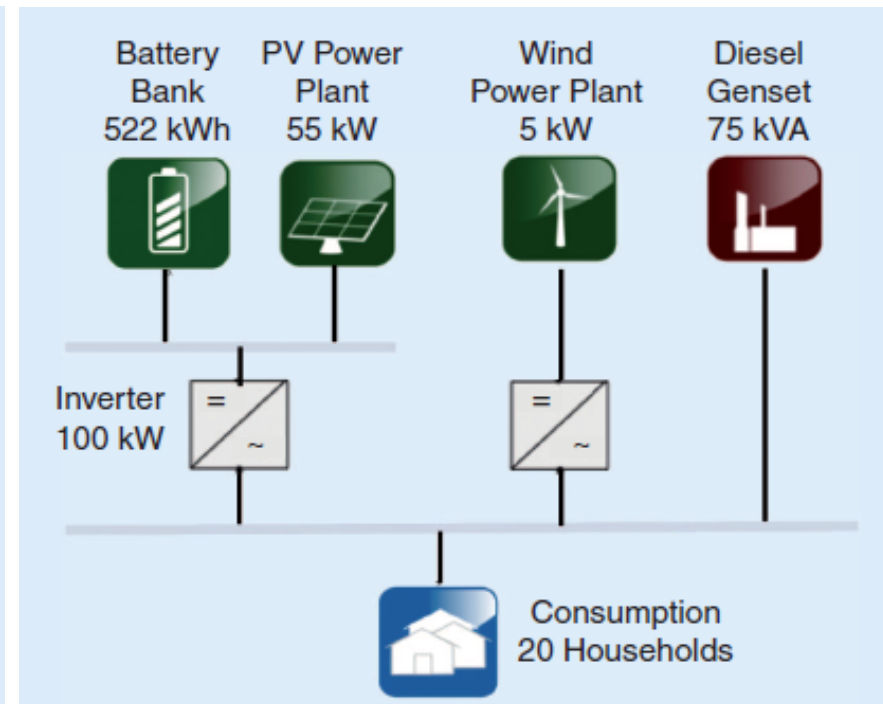 Battery
Bank
522 kWh
PV Power
Plant
55 kW
Wind
Power Plant
5 kW
Diesel
Genset
75 kVA
Inverter
100 kW
=
~
=
~
Consumption
20 Households